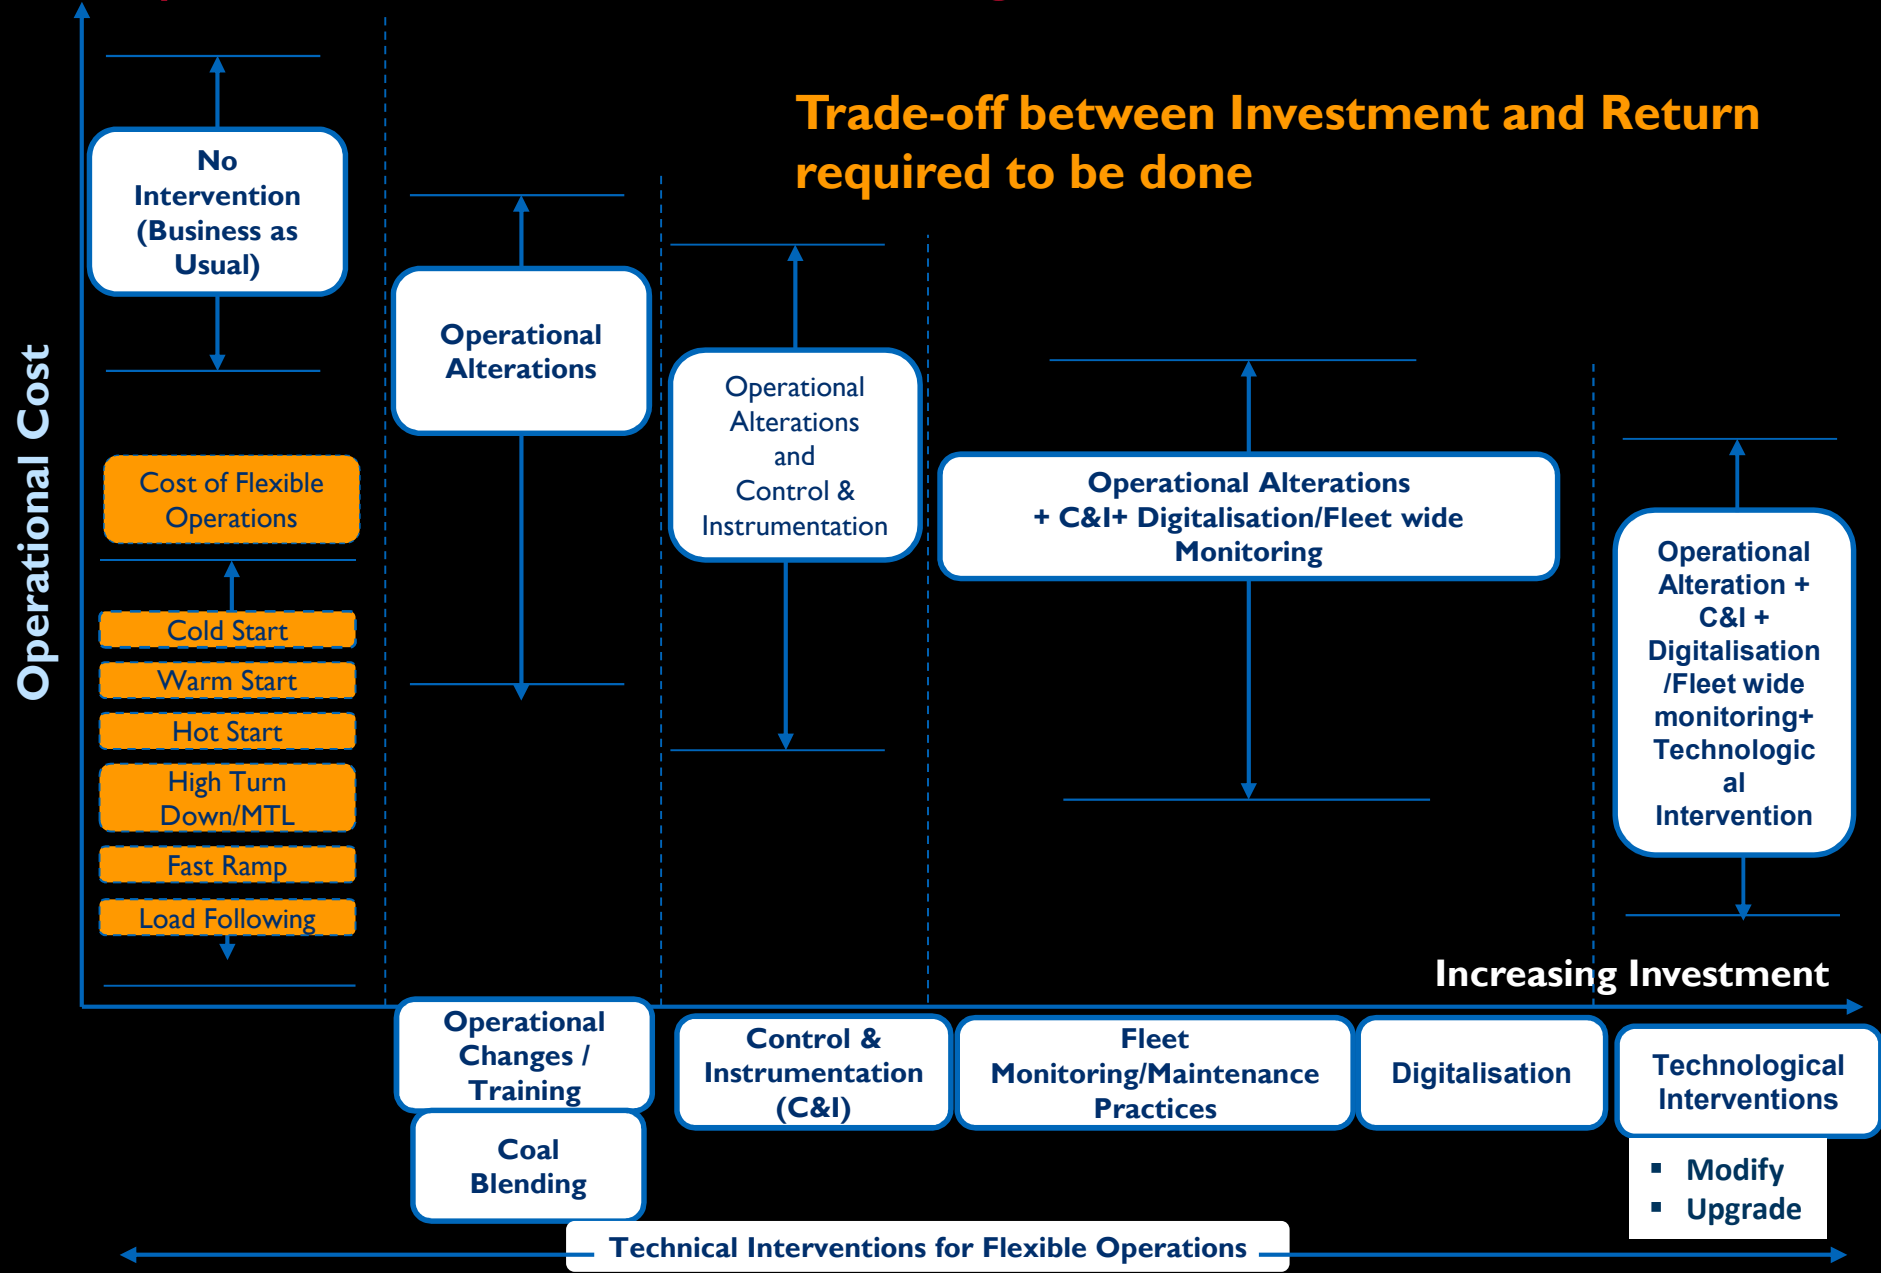 Trade-off between Investment and Return
required to be done
Operational Cost
No
Intervention
(Business as
Usual)
Cost of Flexible
Operations
Cold Start
Warm Start
Hot Start
High Turn
Down/MTL
Fast Ramp
Load Following
Operational
Alterations
Operational
Alterations
and
Control &
Instrumentation
Operational Alterations
+ C&I+ Digitalisation/Fleet wide
Monitoring
Operational
Alteration +
C&I +
Digitalisation
/Fleet wide
monitoring+
Technologic
al
Intervention
Increasing Investment
Operational
Changes /
Training
Coal
Blending
Control &
Instrumentation
(C&I)
Fleet
Monitoring/Maintenance
Practices
Digitalisation
Technological
Interventions
▪ Modify
▪ Upgrade
Technical Interventions for Flexible Operations